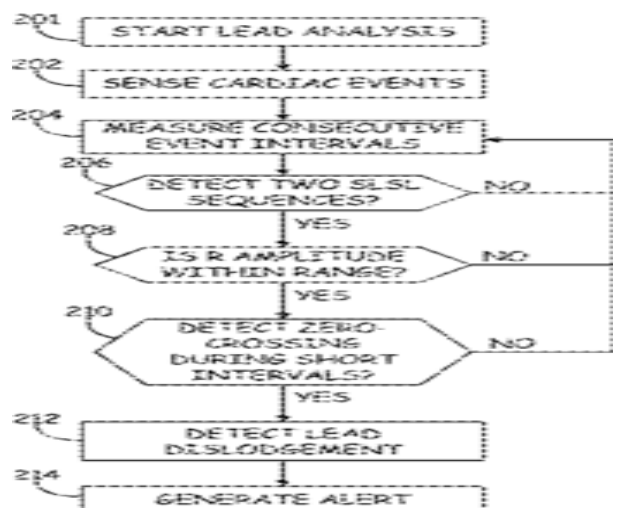 201
START LEAD ANALYSIS
202
SENSE CARDIAC EVENTS
204
MEASURE CONSECUTIVE
EVENT INTERVALS
206
DETECT TWO SLSL
SEQUENCES?
NO
YES
208
IS R AMPLITUDE
WITHIN RANGE?
NO
YES
210
DETECT ZERO-
CROSSING
DURING SHORT
INTERVALS?
NO
YES
212
DETECT LEAD
DISLODGEMENT
214
GENERATE ALERT